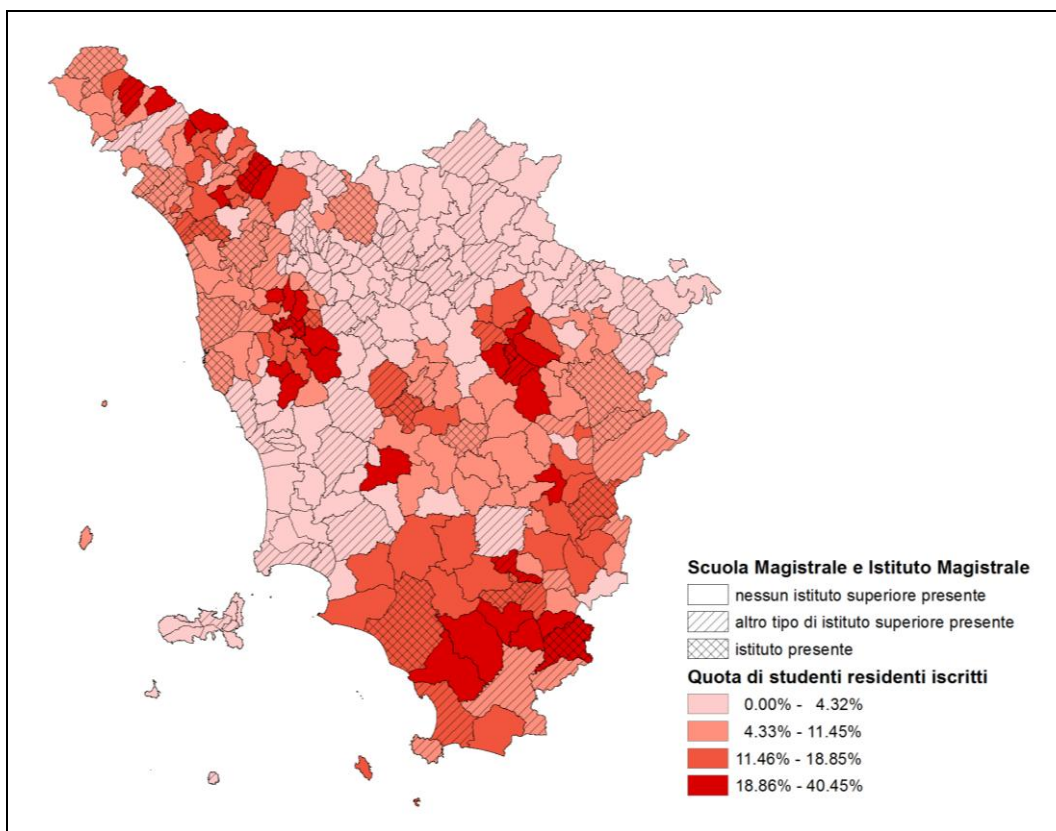 Scuola Magistrale e Istituto Magistrale
nessun istituto superiore presente
altro tipo di istituto superiore presente
istituto presente
Quota di studenti residenti iscritti
0.00% - 4.32%
4.33% - 11.45%
11.46% - 18.85%
18.86% - 40.45%